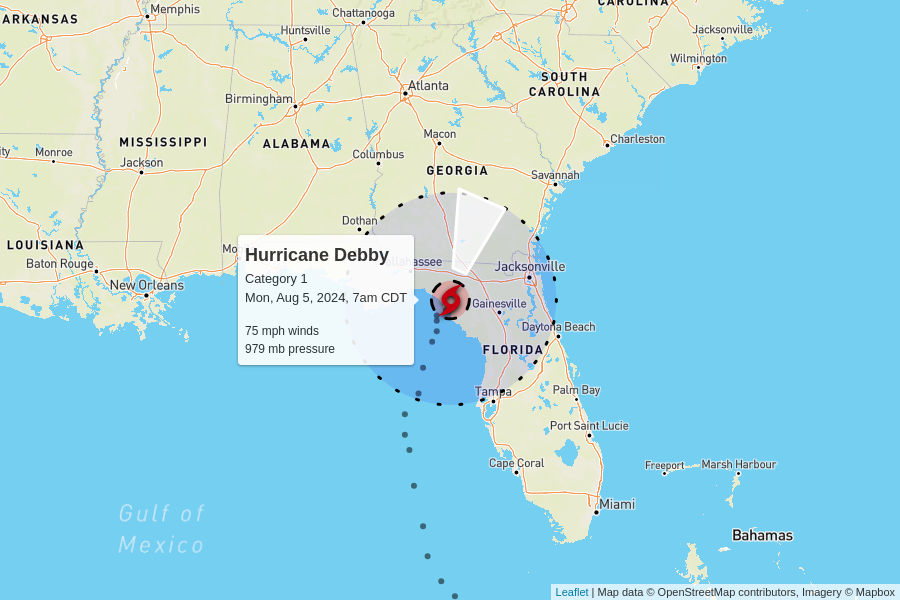 CAROLINA
Memphis
Chattanooga
ARKANSAS
Huntsville
Jacksonville
Wilmington
Atlanta
SOUTH
CAROLINA
Birmingham
Macon
Charleston
MISSISSIPPI
ALABAMA
Monroe
Jackson
Columbus
GEORGIA
Savannah
Dothan
LOUISIANA
Hurricane Debby
Category 1
Mon, Aug 5, 2024, 7am CDT
75 mph winds
979 mb pressure
Baton Rouge
New Orleans
Jacksonville
Gainesville
Daytona Beach
FLORIDA
Tampa
Palm Bay
Port Saint Lucie
Cape Coral
Freeport
Marsh Harbour
Miami
Gulf of
Mexico
Bahamas
Leaflet | Map data © OpenStreetMap contributors, Imagery © Mapbox